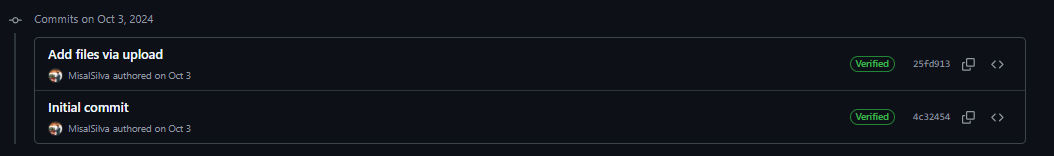 Commits on Oct 3, 2024
Add files via upload
MisalSilva authored on Oct 3
Verified
25fd913
Initial commit
MisalSilva authored on Oct 3
Verified
4c32454